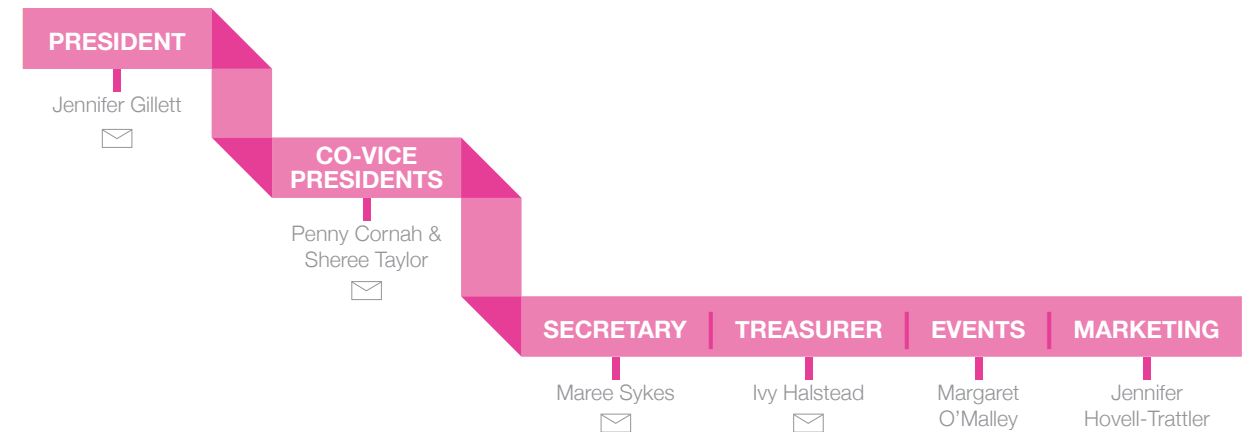 PRESIDENT
Jennifer Gillett
CO-VICE
PRESIDENTS
Penny Cornah &
Sheree Taylor
SECRETARY
TREASURER
EVENTS
MARKETING
Maree Sykes
Ivy Halstead
Margaret
O’Malley
Jennifer
Hovell-Trattler